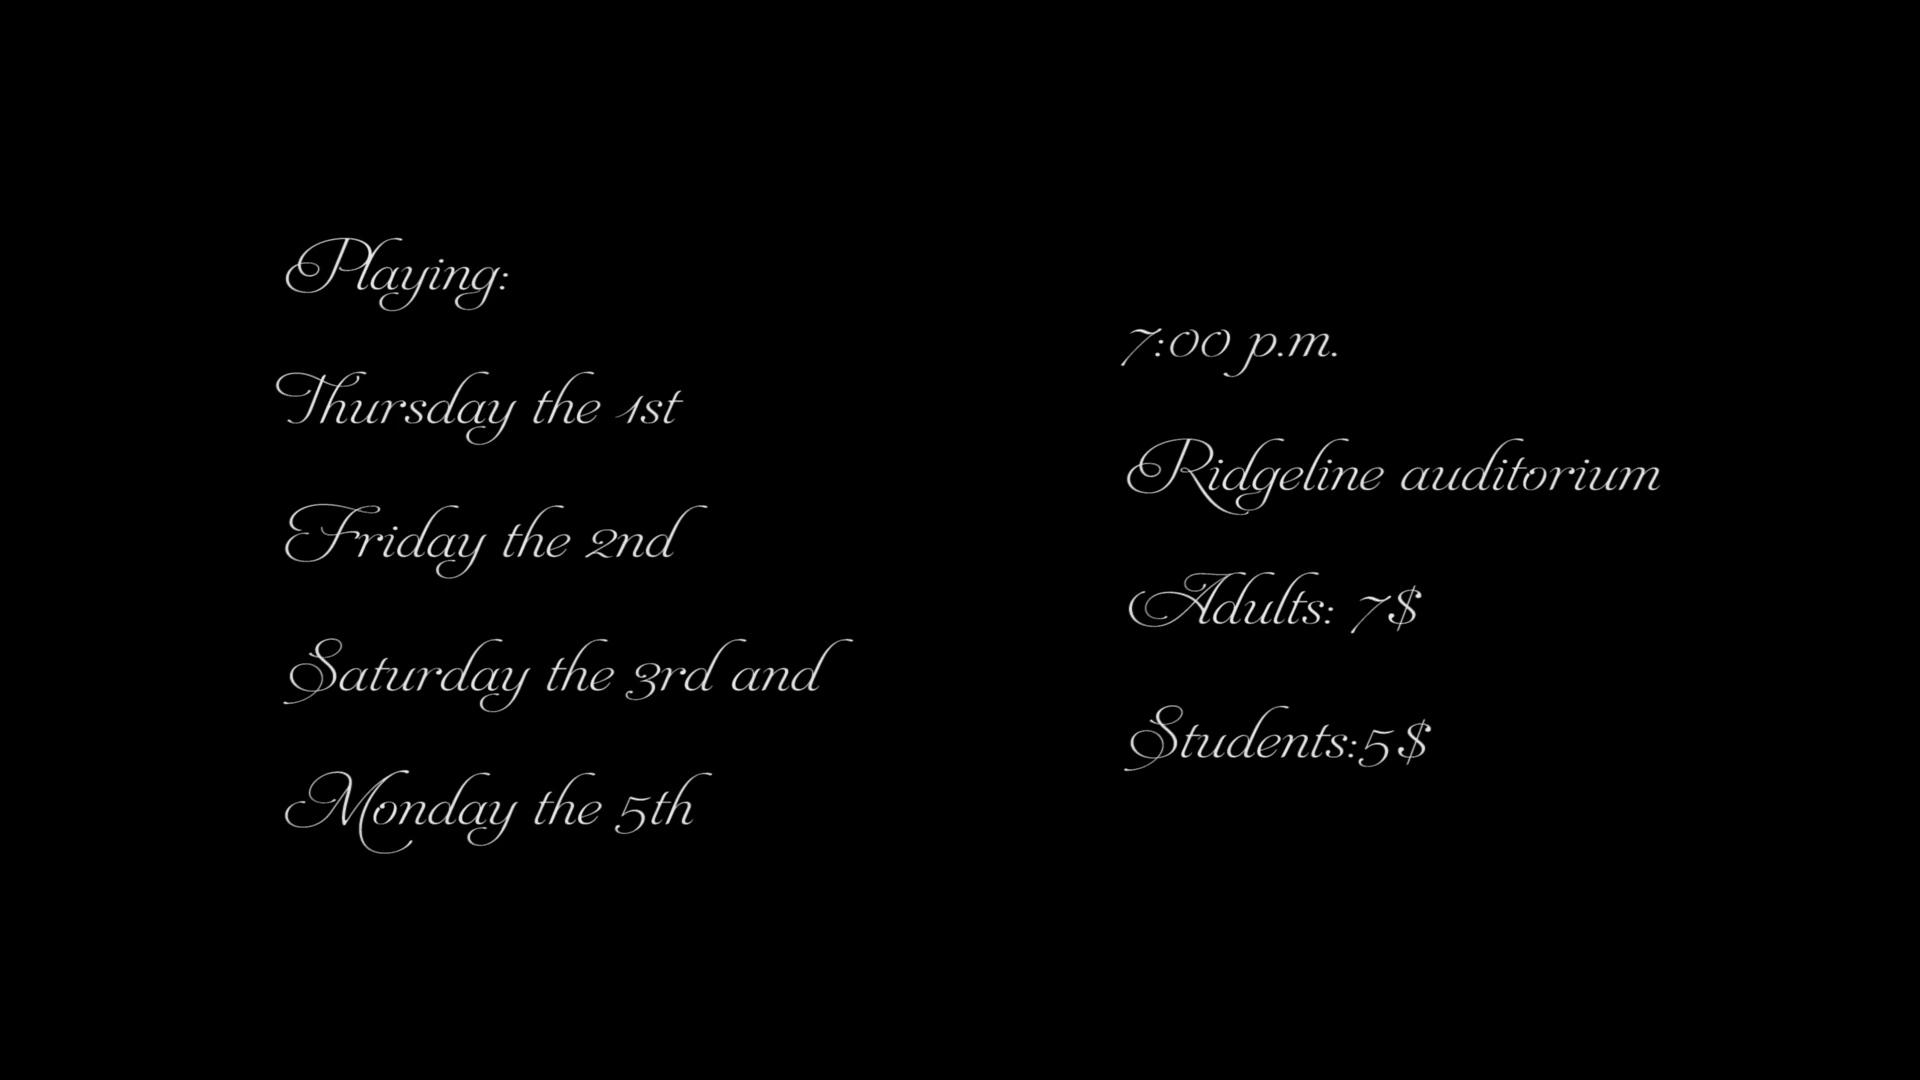 Playing:
Thursday the 1st
Friday the 2nd
Saturday the 3rd and
Monday the 5th
7:00 p.m.
Ridgeline auditorium
Adults: 7$
Students:5$